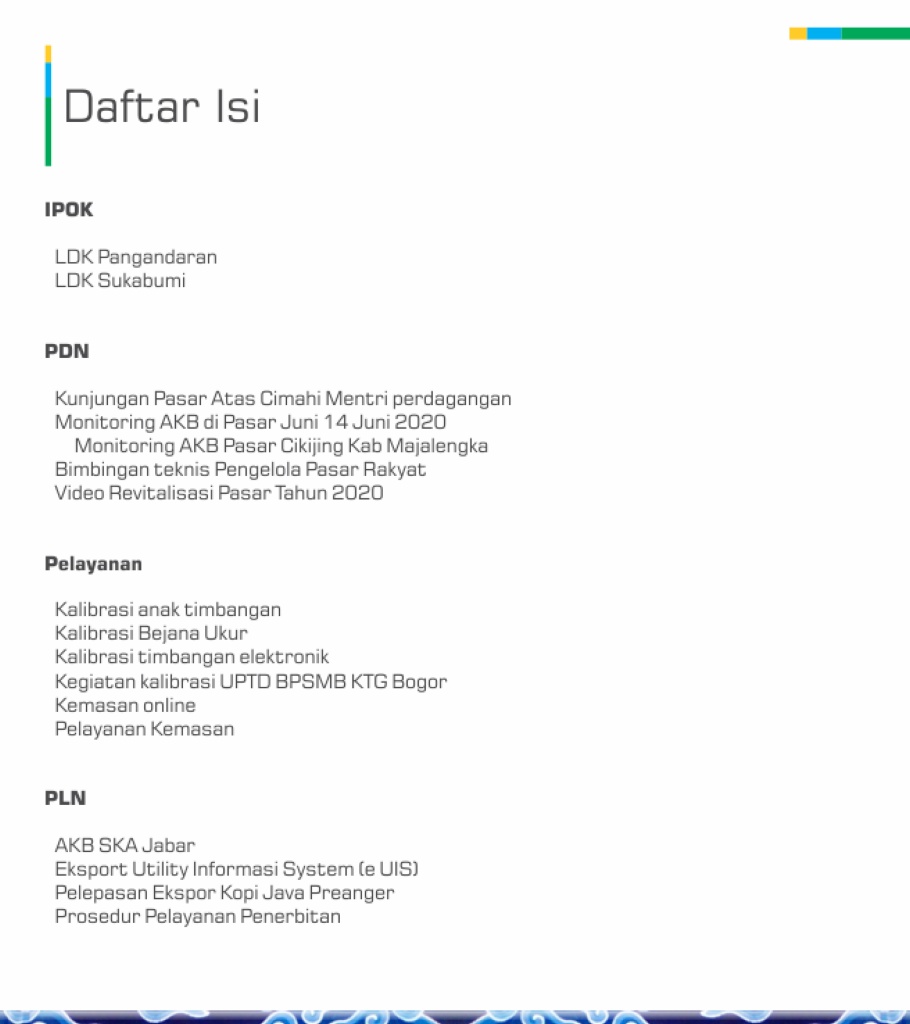 Daftar Isi
IPOK
LDK Pangandaran
LDK Sukabumi
PDN
Kunjungan Pasar Atas Cimahi Mentri perdagangan
Monitoring AKB di Pasar Juni 14 Juni 2020
Monitoring AKB Pasar Cikijing Kab Majalengka
Bimbingan teknis Pengelola Pasar Rakyat
Video Revitalisasi Pasar Tahun 2020
Pelayanan
Kalibrasi anak timbangan
Kalibrasi Bejana Ukur
Kalibrasi timbangan elektronik
Kegiatan kalibrasi UPTD BPSMB KTG Bogor
Kemasan online
Pelayanan Kemasan
PLN
AKB SKA Jabar
Eksport Utility Informasi System (e UIS)
Pelepasan Ekspor Kopi Java Preanger
Prosedur Pelayanan Penerbitan